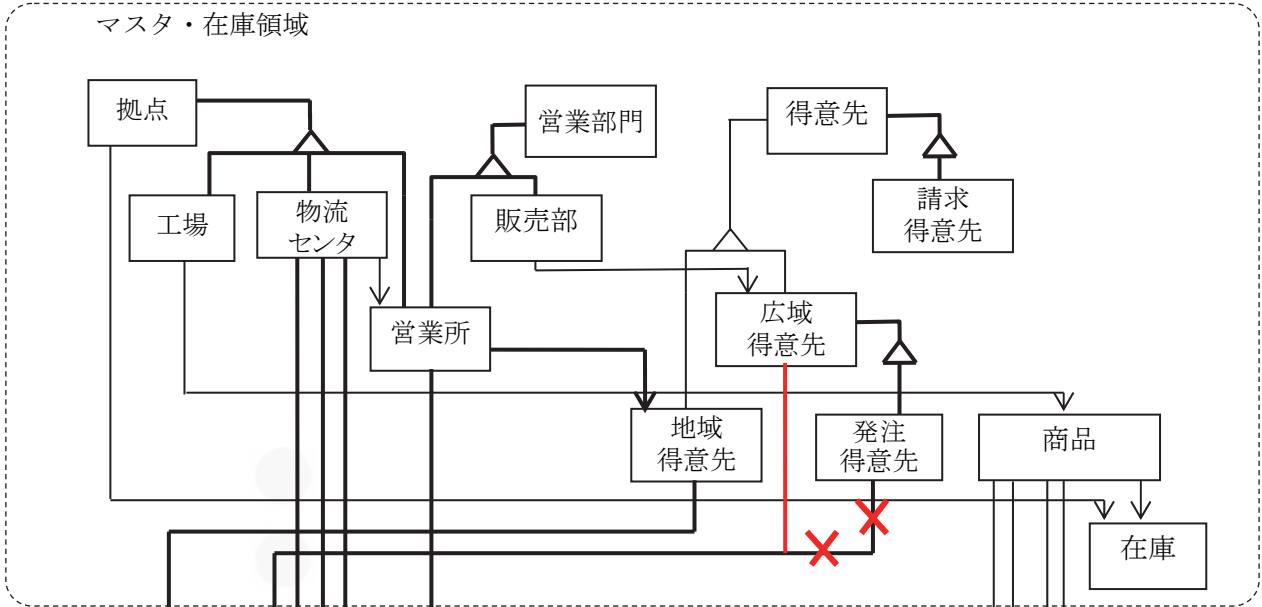 マスタ・在庫領域
拠点
営業部門
得意先
工場
物流
センタ
販売部
請求
得意先
営業所
広域
得意先
地域
得意先
発注
得意先
商品
在庫